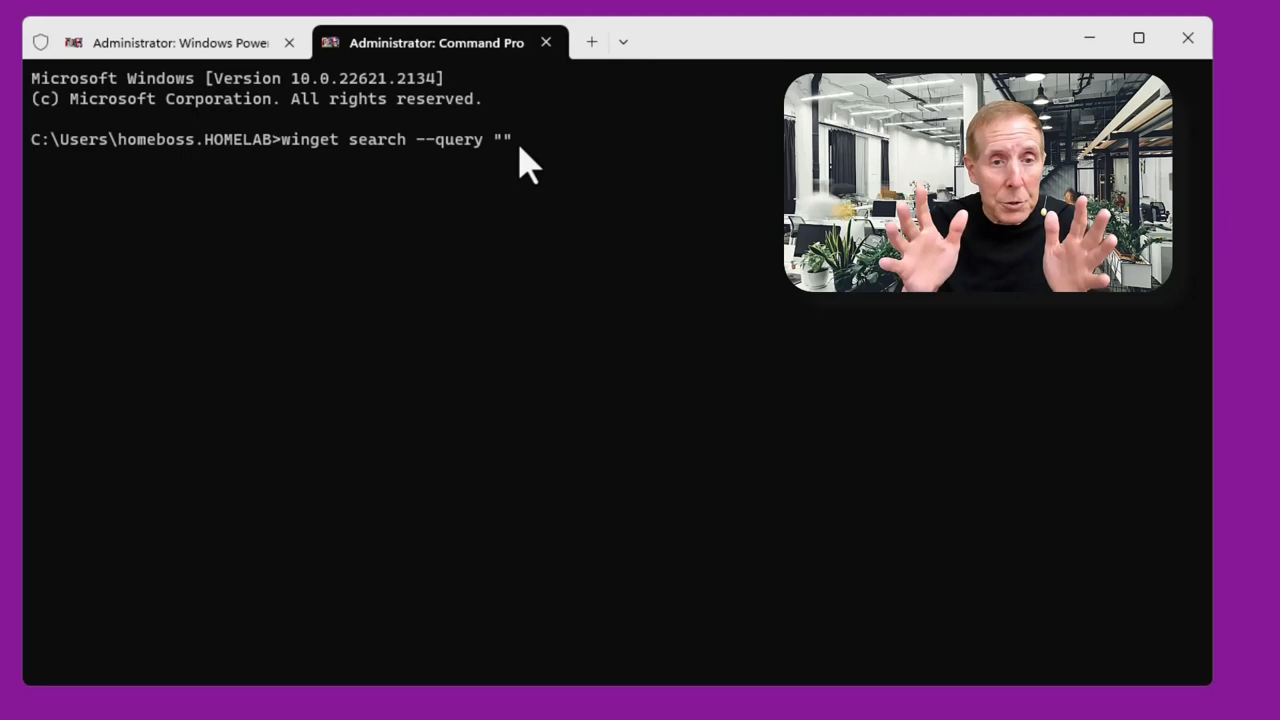 Administrator: Windows Power
Administrator: Command Pro
Microsoft Windows [Version 10.0.22621.2134]
(c) Microsoft Corporation. All rights reserved.
C:\Users\homeboss.HOMELAB>winget search --query ""